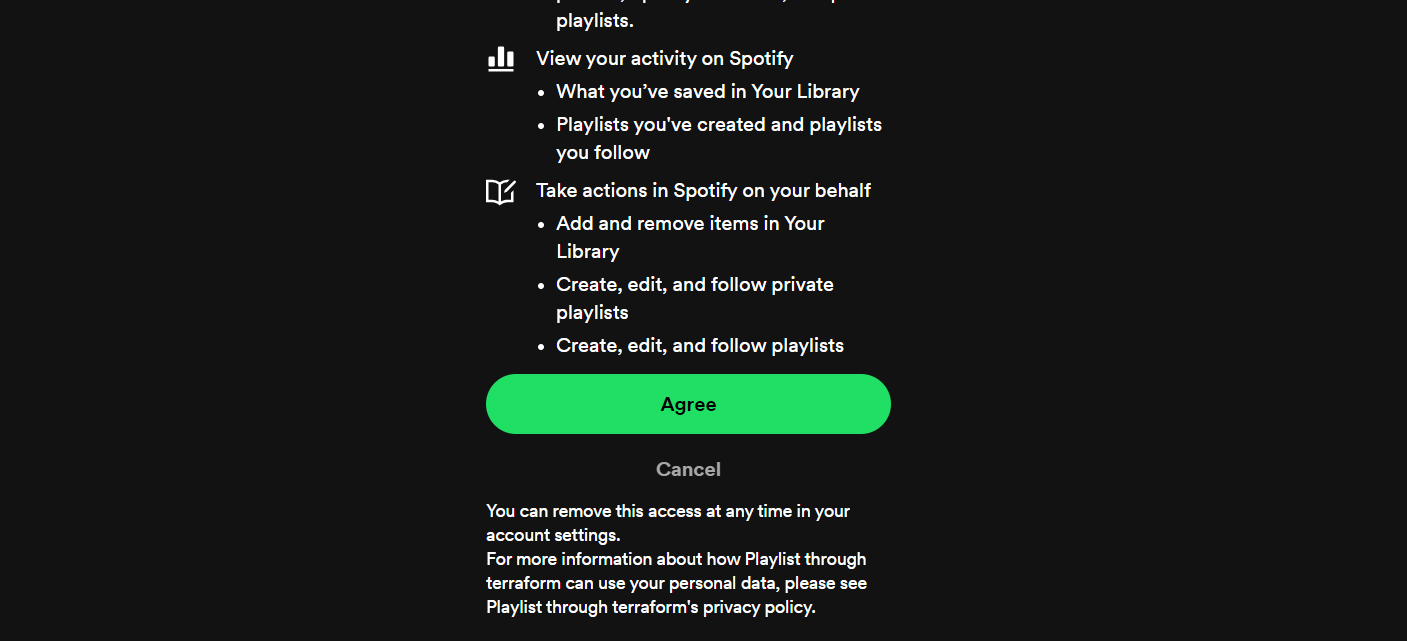 playlists.
View your activity on Spotify
• What you’ve saved in Your Library
• Playlists you've created and playlists
you follow
Take actions in Spotify on your behalf
• Add and remove items in Your
Library
• Create, edit, and follow private
playlists
• Create, edit, and follow playlists
Agree
Cancel
You can remove this access at any time in your
account settings.
For more information about how Playlist through
terraform can use your personal data, please see
Playlist through terraform's privacy policy.